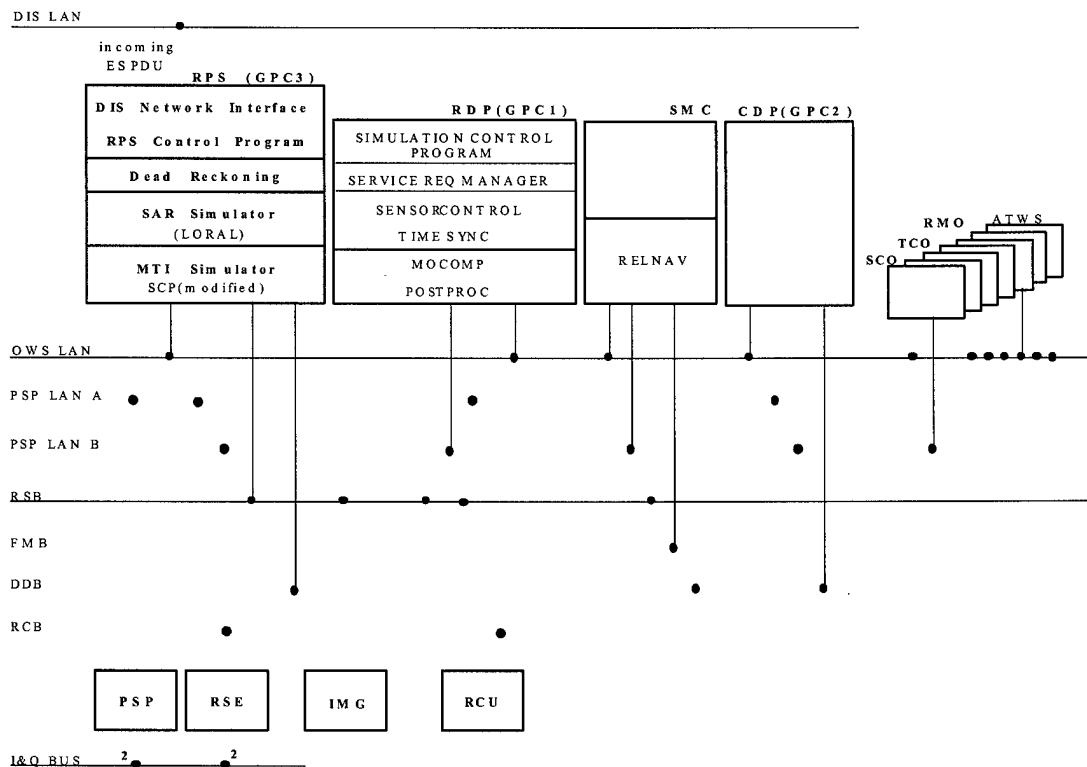 DIS LAN
incoming
ESPDU
RPS (GPC3)
DIS Network Interface
RPS Control Program
Dead Reckoning
SAR Simulator
(LORAL)
MTI Simulator
SCP(modified)
RDP(GPC1)
SIMULATION CONTROL
PROGRAM
SERVICE REQ MANAGER
SENSORCONTROL
TIME SYNC
MOCOMP
POSTPROC
SMC
RELNAV
CDP(GPC2)
SCO
TCO
RMO
ATWS
OWS LAN
PSP LAN A
PSP LAN B
RSB
FMB
DDB
RCB
PSP
RSE
IMG
RCU
I&Q BUS
2
2